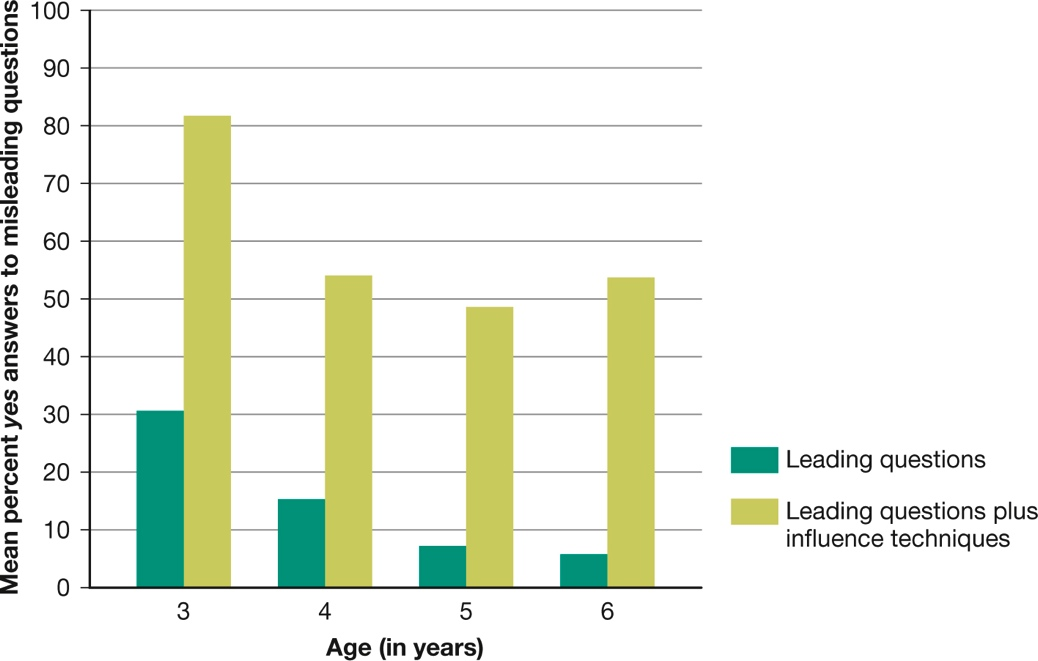 Mean percent yes answers to misleading questions
100
90
80
70
60
50
40
30
20
10
0
3 4 5 6
Age (in years)
Leading questions
Leading questions plus
influence techniques